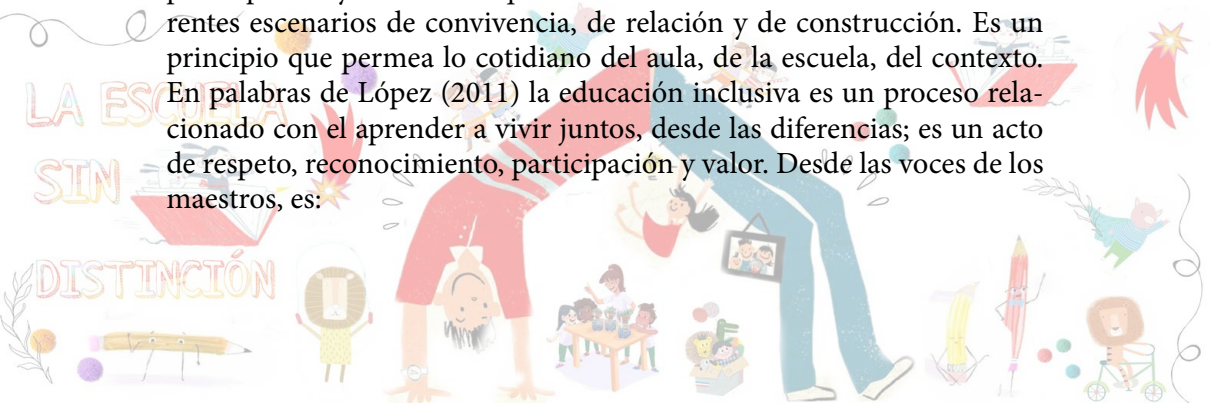 rentes escenarios de convivencia, de relación y de construcción. Es un
principio que permea lo cotidiano del aula, de la escuela, del contexto.
En palabras de López (2011) la educación inclusiva es un proceso rela-
cionado con el aprender a vivir juntos, desde las diferencias; es un acto
de respeto, reconocimiento, participación y valor. Desde las voces de los
maestros, es:
LA ESCUELA
SIN
DISTINCIÓN